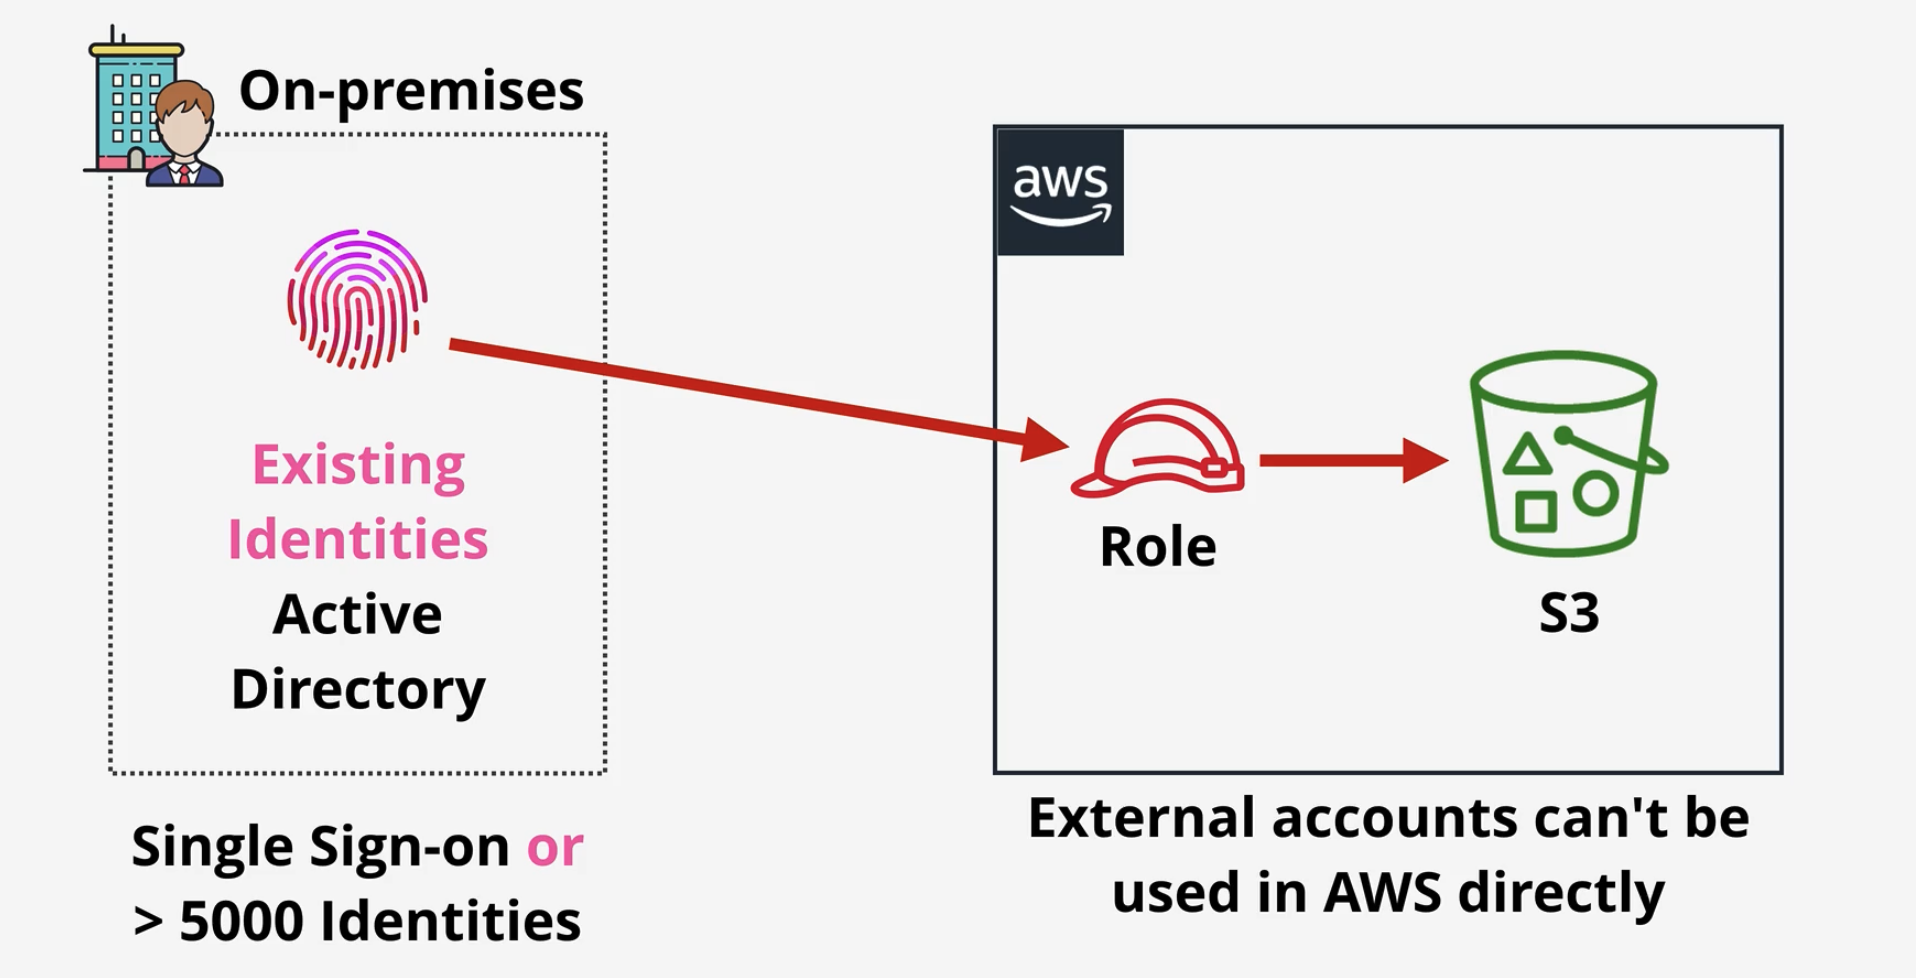 On-premises
aws
Existing
Identities
Active
Directory
Role
S3
Single Sign-on or
> 5000 Identities
External accounts can't be
used in AWS directly